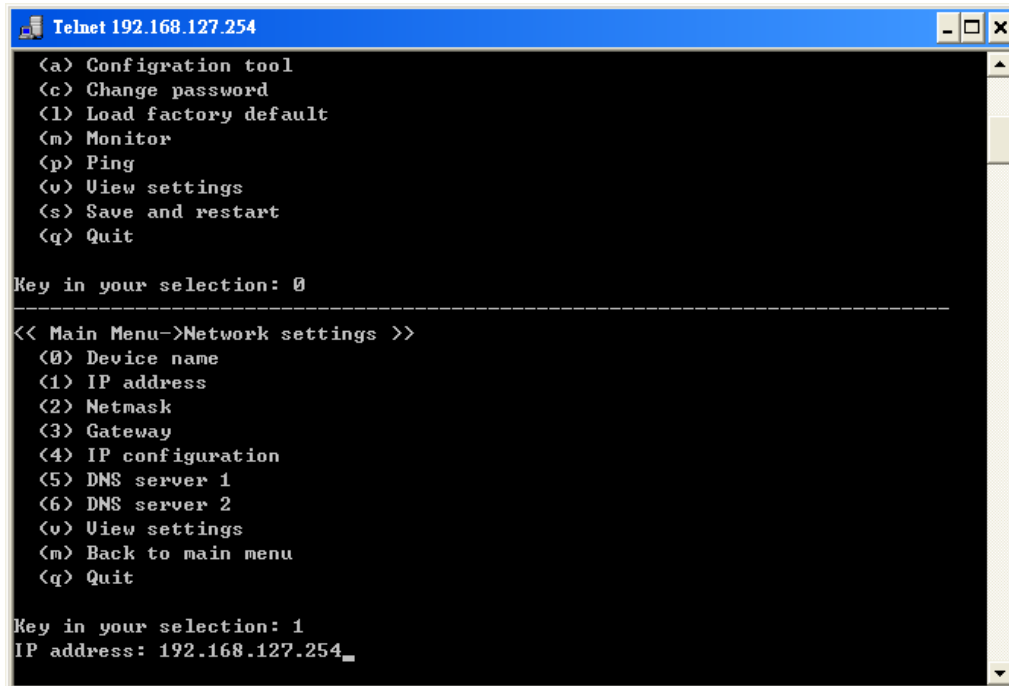 Telnet 192.168.127.254
(a) Configration tool
(c) Change password
(l) Load factory default
(m) Monitor
(p) Ping
(v) View settings
(s) Save and restart
(q) Quit
Key in your selection: 0
-----------------------------------------------------------------------------
<< Main Menu->Network settings >>
(0) Device name
(1) IP address
(2) Netmask
(3) Gateway
(4) IP configuration
(5) DNS server 1
(6) DNS server 2
(v) View settings
(m) Back to main menu
(q) Quit
Key in your selection: 1
IP address: 192.168.127.254_